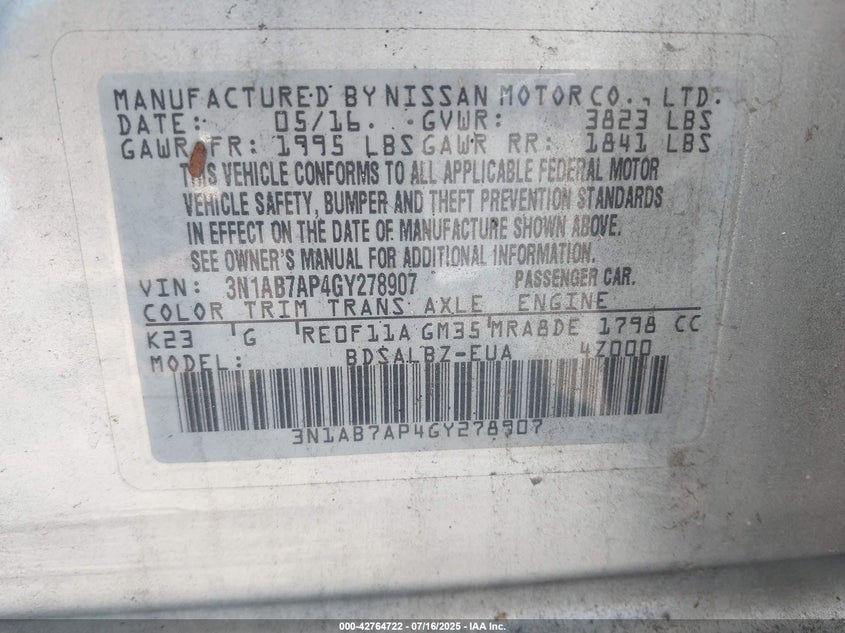 MANUFACTURED BY NISSAN MOTOR CO., LTD.
DATE: 05/16. GVWR: 3823 LBS
GAWR FR: 1995 LBS GAWR RR: 1841 LBS
THIS VEHICLE CONFORMS TO ALL APPLICABLE FEDERAL MOTOR
VEHICLE SAFETY, BUMPER AND THEFT PREVENTION STANDARDS
IN EFFECT ON THE DATE OF MANUFACTURE SHOWN ABOVE.
SEE OWNER'S MANUAL FOR ADDITIONAL INFORMATION.
VIN: 3N1AB7AP4GY278907 PASSENGER CAR.
COLOR TRIM TRANS AXLE ENGINE
K23 G RE0F11A GM35 MRA8DE 1798 CC
MODEL: BDSALBZ-EUA 4Z000
3N1AB7AP4GY278907
000-42764722 - 07/16/2025 - IAA Inc.